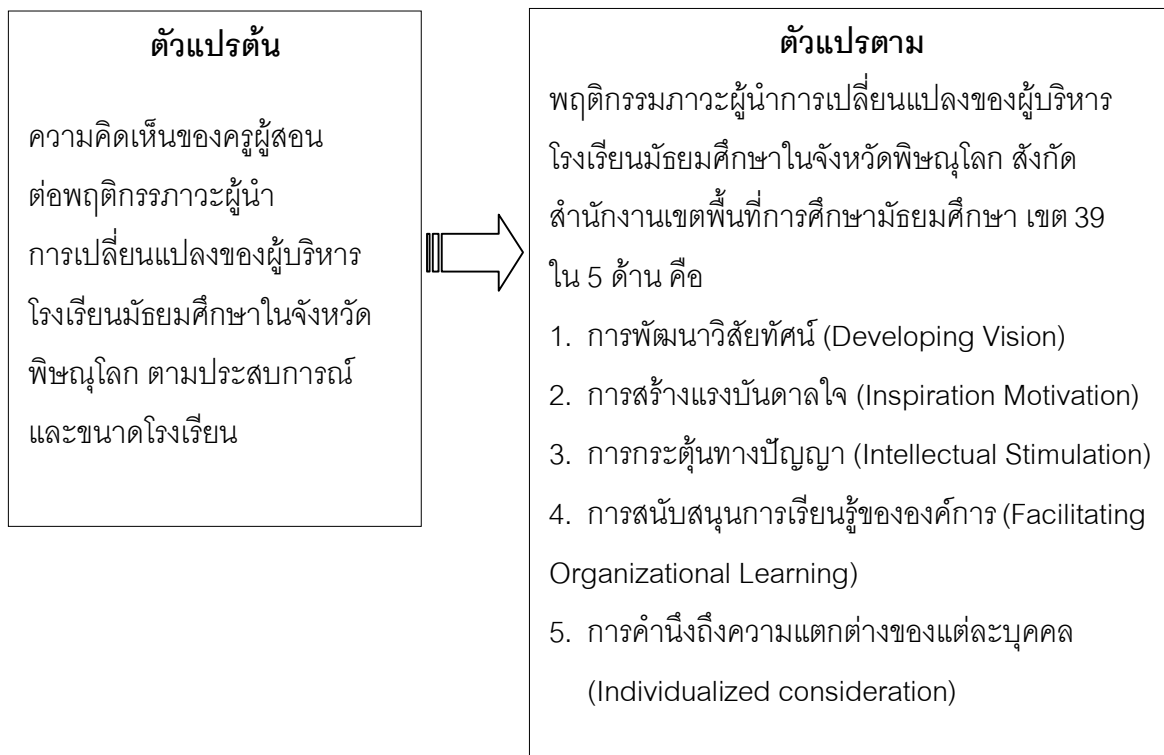 ตัวแปรต้น
ความคิดเห็นของครูผู้สอน
ต่อพฤติกรรภาวะผู้นำ
การเปลี่ยนแปลงของผู้บริหาร
โรงเรียนมัธยมศึกษาในจังหวัด
พิษณุโลก ตามประสบการณ์
และขนาดโรงเรียน
ตัวแปรตาม
พฤติกรรมภาวะผู้นำการเปลี่ยนแปลงของผู้บริหาร
โรงเรียนมัธยมศึกษาในจังหวัดพิษณุโลก สังกัด
สำนักงานเขตพื้นที่การศึกษามัธยมศึกษา เขต 39
ใน 5 ด้าน คือ
1. การพัฒนาวิสัยทัศน์ (Developing Vision)
2. การสร้างแรงบันดาลใจ (Inspiration Motivation)
3. การกระตุ้นทางปัญญา (Intellectual Stimulation)
4. การสนับสนุนการเรียนรู้ขององค์การ (Facilitating
Organizational Learning)
5. การคำนึงถึงความแตกต่างของแต่ละบุคคล
(Individualized consideration)